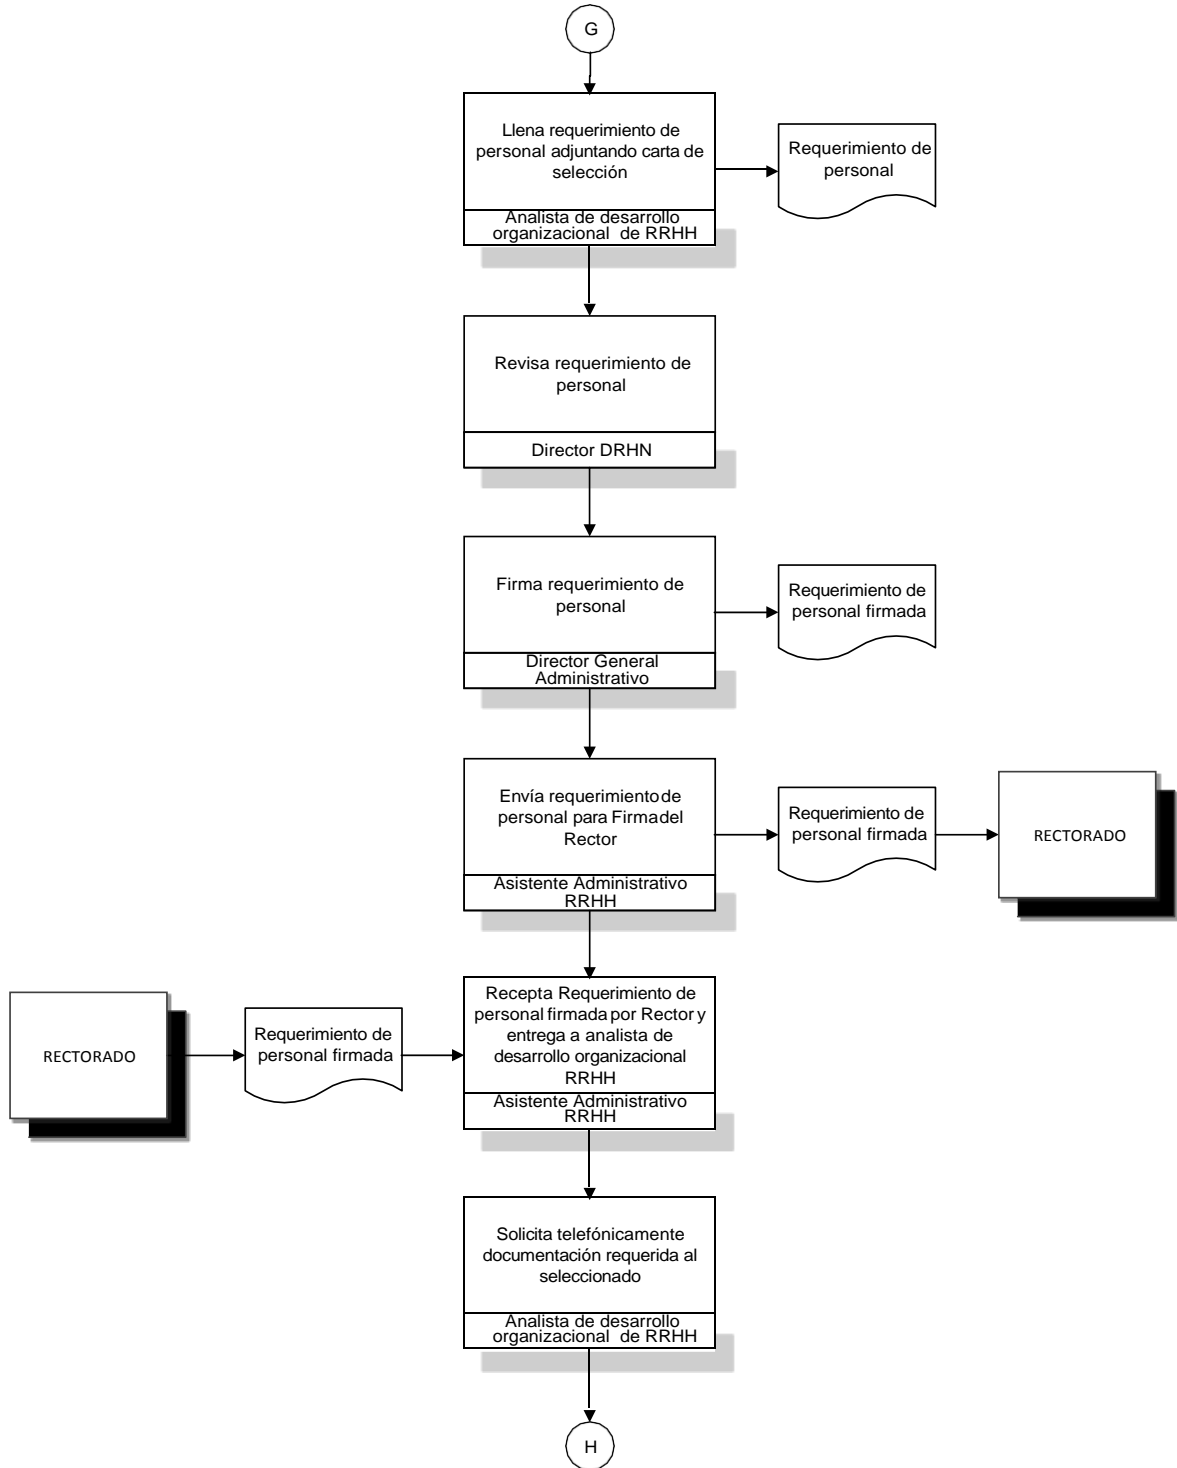 G
Llena requerimiento de
personal adjuntando carta de
selección
Analista de desarrollo
organizacional de RRHH
Requerimiento de
personal
Revisa requerimiento de
personal
Director DRHN
Firma requerimiento de
personal
Director General
Administrativo
Requerimiento de
personal firmada
Envía requerimiento de
personal para Firma del
Rector
Asistente Administrativo
RRHH
Requerimiento de
personal firmada
RECTORADO
RECTORADO
Requerimiento de
personal firmada
Recepta Requerimiento de
personal firmada por Rector y
entrega a analista de
desarrollo organizacional
RRHH
Asistente Administrativo
RRHH
Solicita telefónicamente
documentación requerida al
seleccionado
Analista de desarrollo
organizacional de RRHH
H